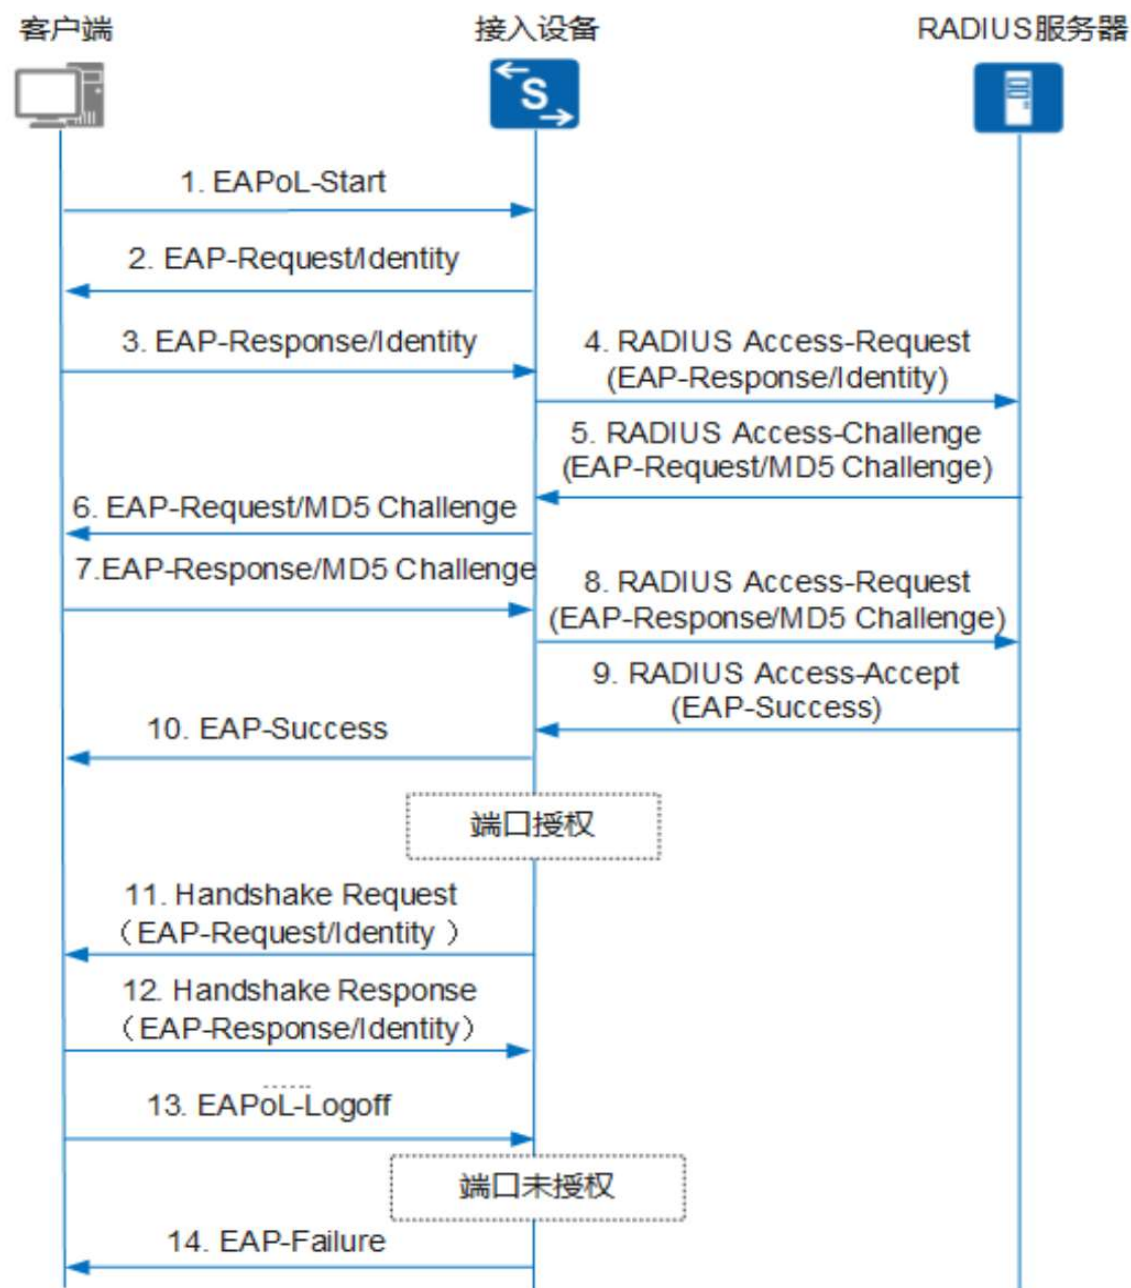 客户端
接入设备
RADIUS服务器
S
1. EAPoL-Start
2. EAP-Request/Identity
3. EAP-Response/Identity
4. RADIUS Access-Request
(EAP-Response/Identity)
5. RADIUS Access-Challenge
(EAP-Request/MD5 Challenge)
6. EAP-Request/MD5 Challenge
7.EAP-Response/MD5 Challenge
8. RADIUS Access-Request
(EAP-Response/MD5 Challenge)
9. RADIUS Access-Accept
(EAP-Success)
10. EAP-Success
端口授权
11. Handshake Request
（EAP-Request/Identity ）
12. Handshake Response
（EAP-Response/Identity）
......
13. EAPoL-Logoff
端口未授权
14. EAP-Failure